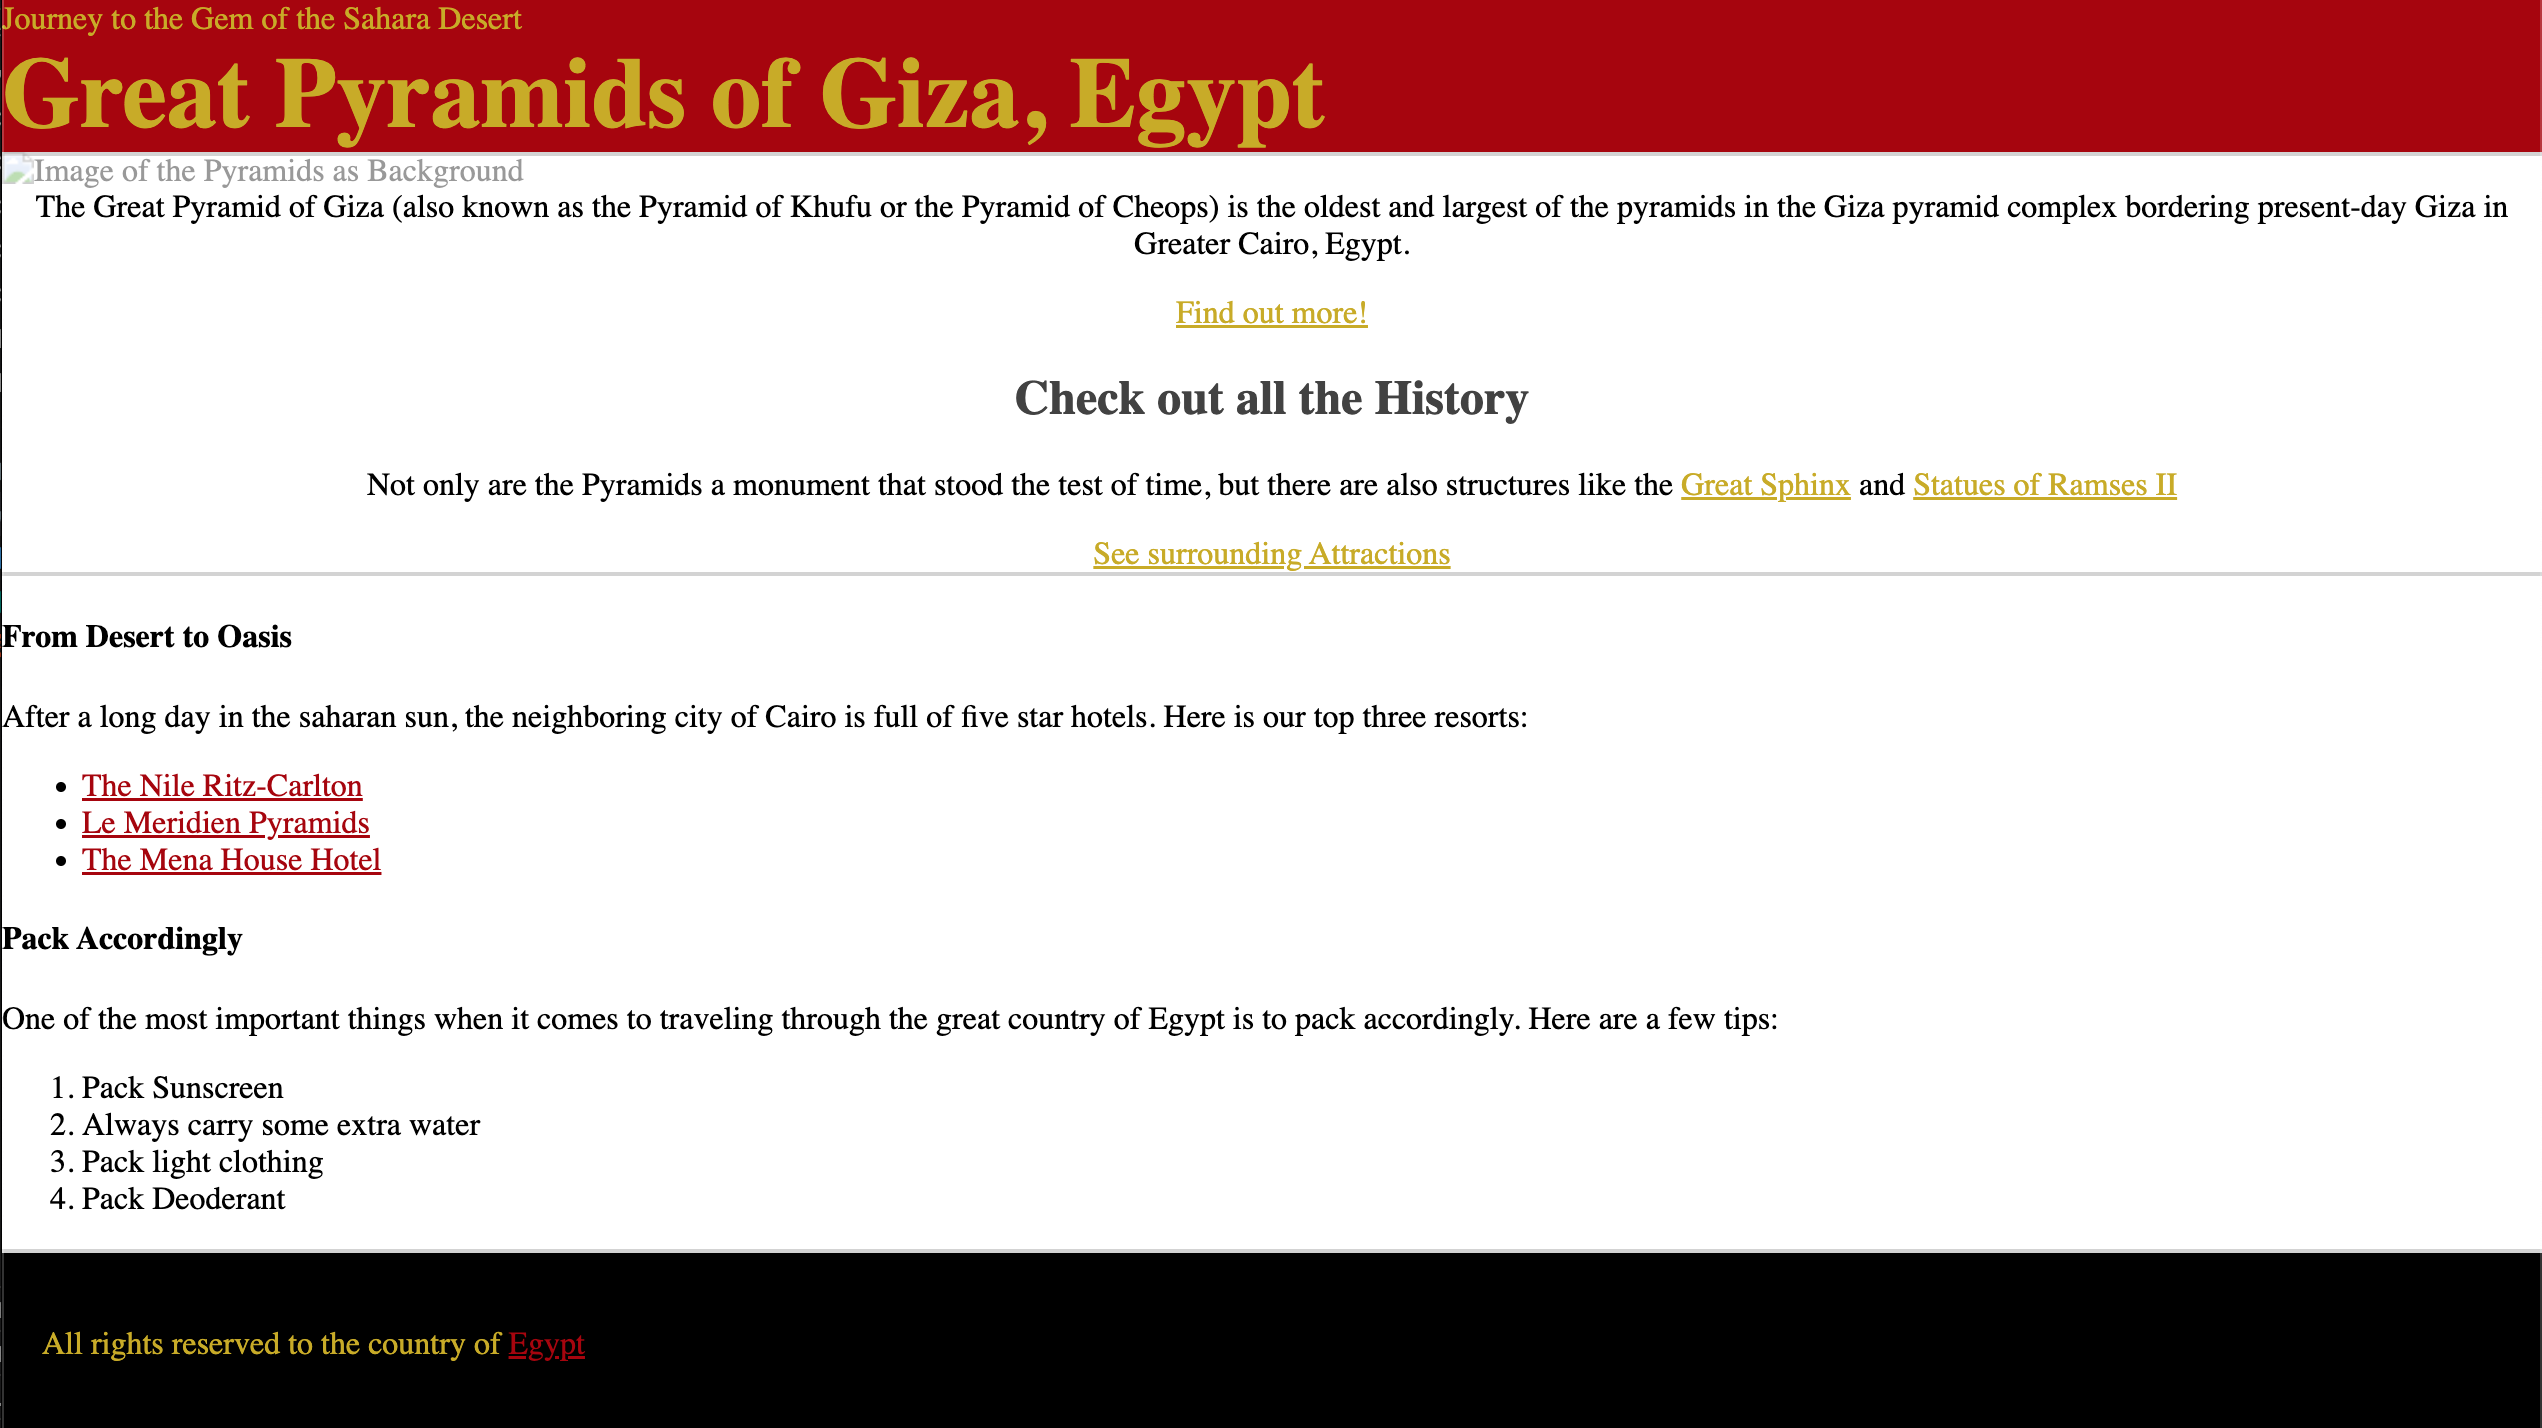 Journey to the Gem of the Sahara Desert
Great Pyramids of Giza, Egypt
Image of the Pyramids as Background
The Great Pyramid of Giza (also known as the Pyramid of Khufu or the Pyramid of Cheops) is the oldest and largest of the pyramids in the Giza pyramid complex bordering present-day Giza in
Greater Cairo, Egypt.
Find out more!
Check out all the History
Not only are the Pyramids a monument that stood the test of time, but there are also structures like the Great Sphinx and Statues of Ramses II
See surrounding Attractions
From Desert to Oasis
After a long day in the saharan sun, the neighboring city of Cairo is full of five star hotels. Here is our top three resorts:
• The Nile Ritz-Carlton
• Le Meridien Pyramids
• The Mena House Hotel
Pack Accordingly
One of the most important things when it comes to traveling through the great country of Egypt is to pack accordingly. Here are a few tips:
1. Pack Sunscreen
2. Always carry some extra water
3. Pack light clothing
4. Pack Deoderant
All rights reserved to the country of Egypt